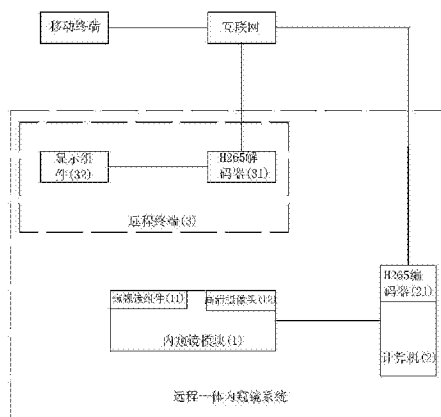 移动终端
互联网
显示组
件(32)
H265解
码器(31)
远程终端(3)
H265编
码器(21)
计算机(2)
内窥镜模块(1)
远程一体内窥镜系统